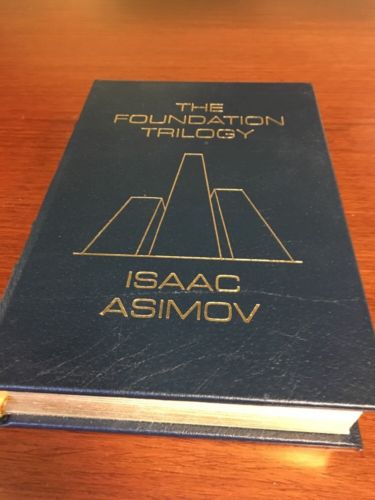 THE
FOUNDATION
TRILOGY
ISAAC
ASIMOV